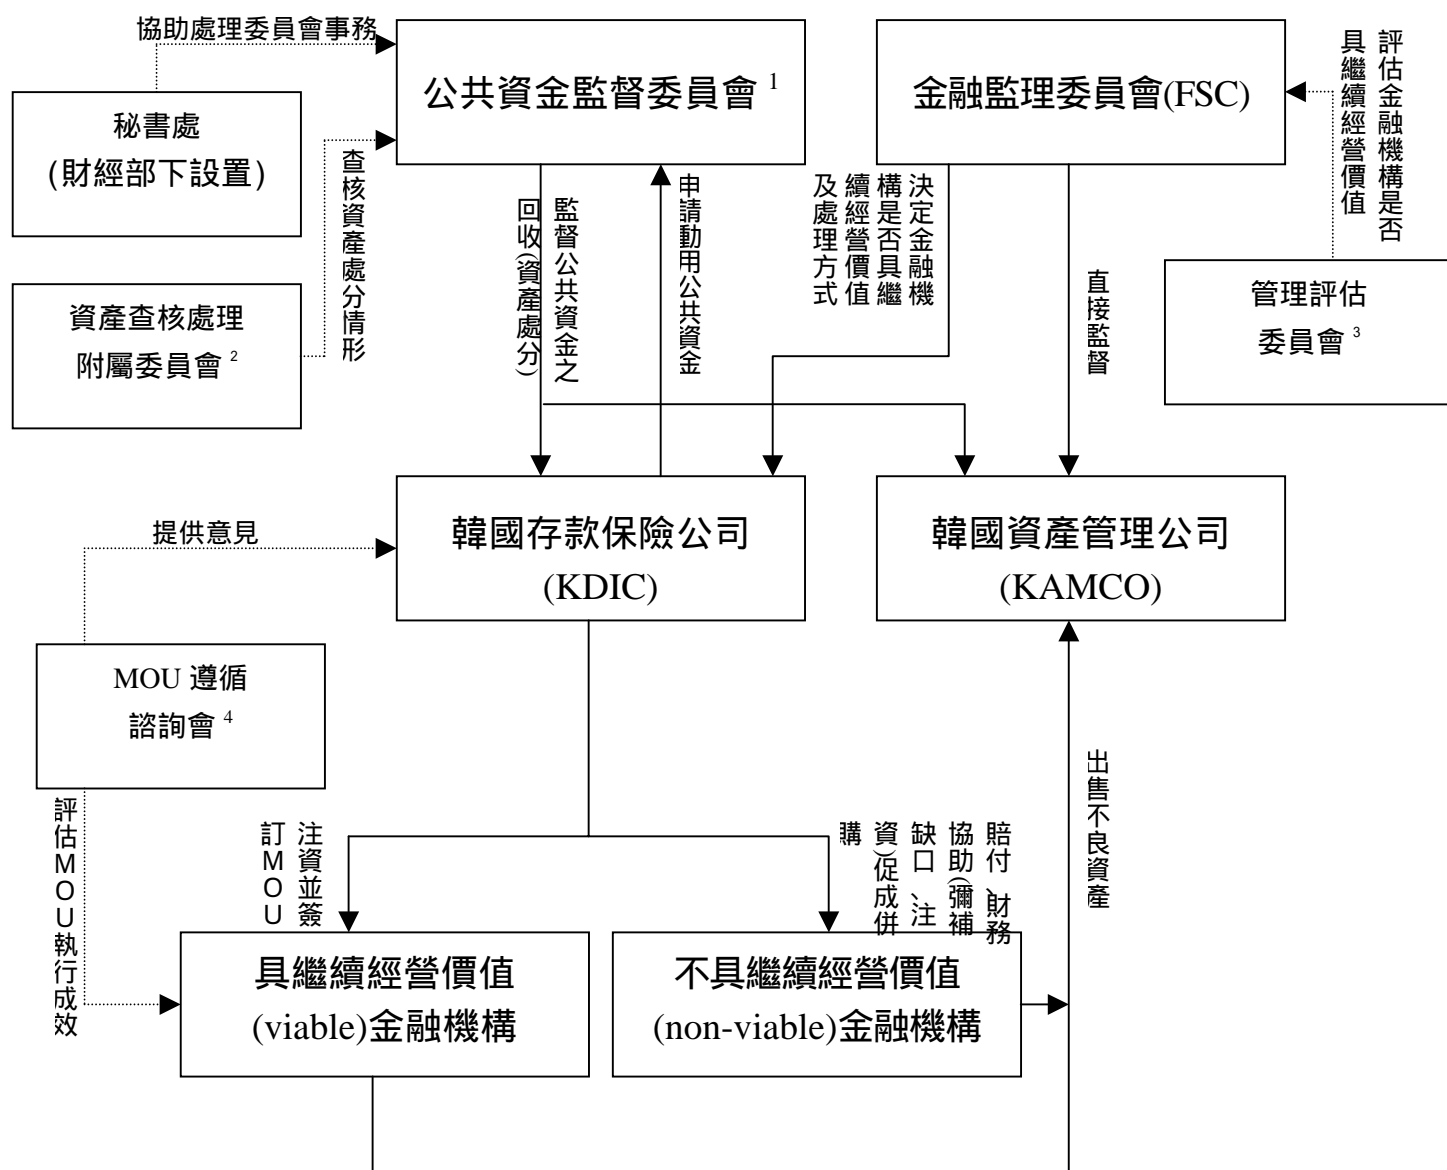 協助處理委員會事務
公共資金監督委員會 1
金融監理委員會(FSC)
評估金融機構是否
具繼續經營價值
秘書處
(財經部下設置)
查核資產處分情形
監督公共資金之
回收(資產處分)
申請動用公共資金
決定金融機
構是否具繼
續經營價值
及處理方式
直接監督
資產查核處理
附屬委員會 2
管理評估
委員會 3
提供意見
韓國存款保險公司
(KDIC)
韓國資產管理公司
(KAMCO)
MOU 遵循
諮詢會 4
評估MOU執行成效
注資並簽
訂MOU
賠付、財務
協助(彌補
缺口、注
資)促成併
購
出售不良資產
具繼續經營價值
(viable)金融機構
不具繼續經營價值
(non-viable)金融機構